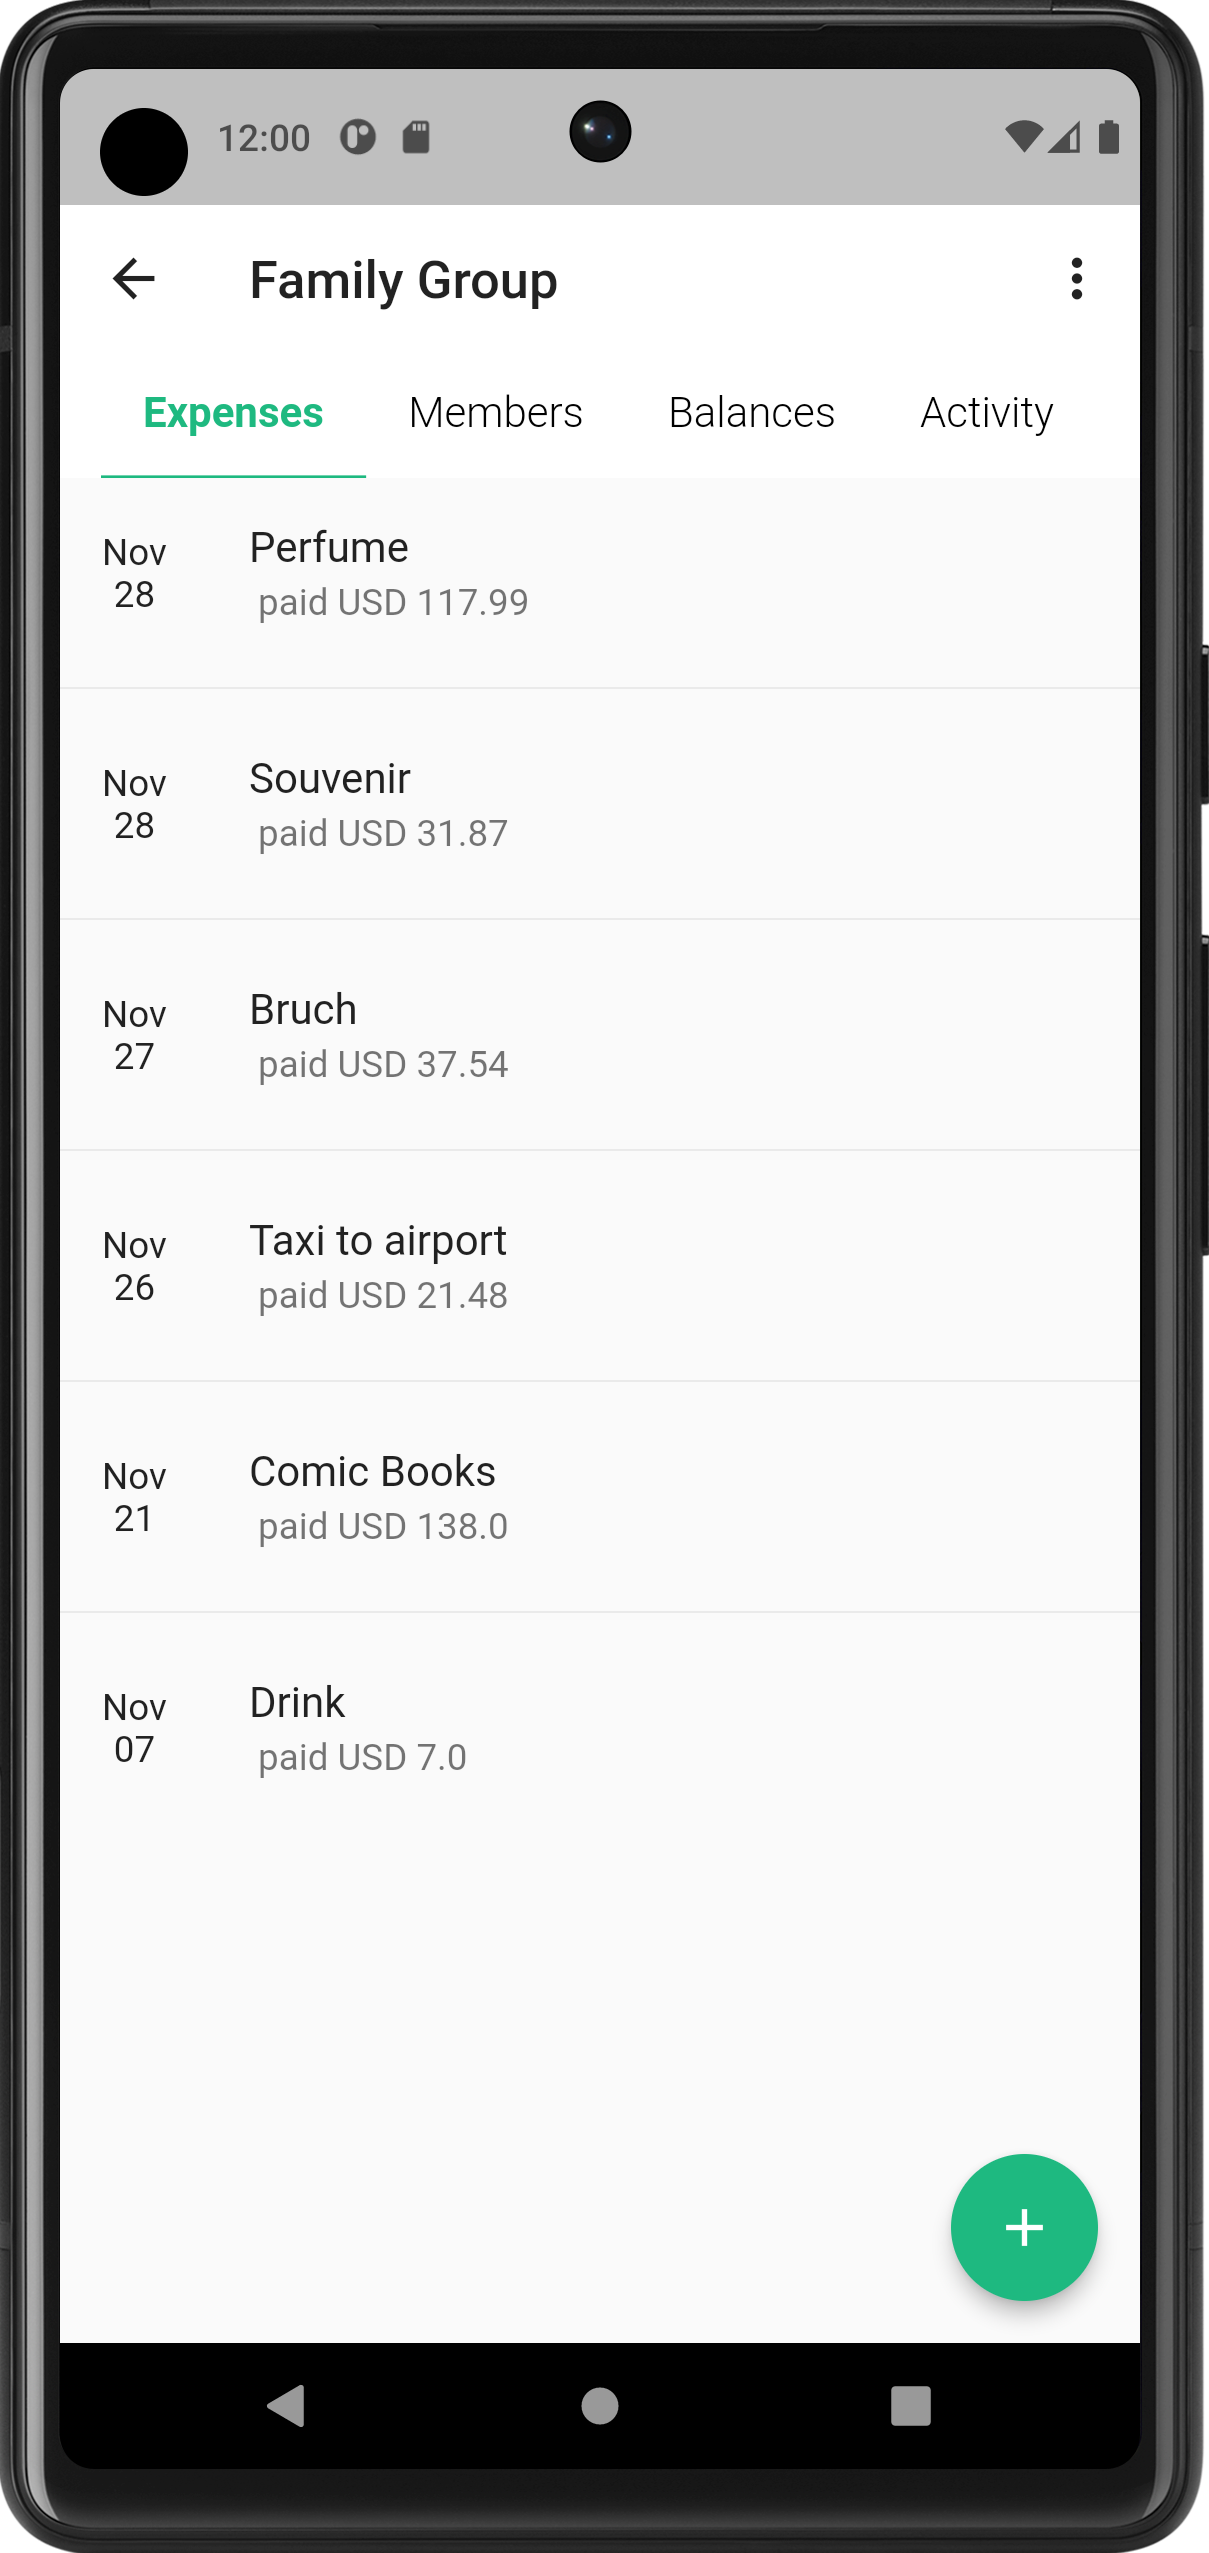 12:00
Family Group
Expenses Members Balances Activity
Nov
28
Perfume
paid USD 117.99
Nov
28
Souvenir
paid USD 31.87
Nov
27
Bruch
paid USD 37.54
Nov
26
Taxi to airport
paid USD 21.48
Nov
21
Comic Books
paid USD 138.0
Nov
07
Drink
paid USD 7.0